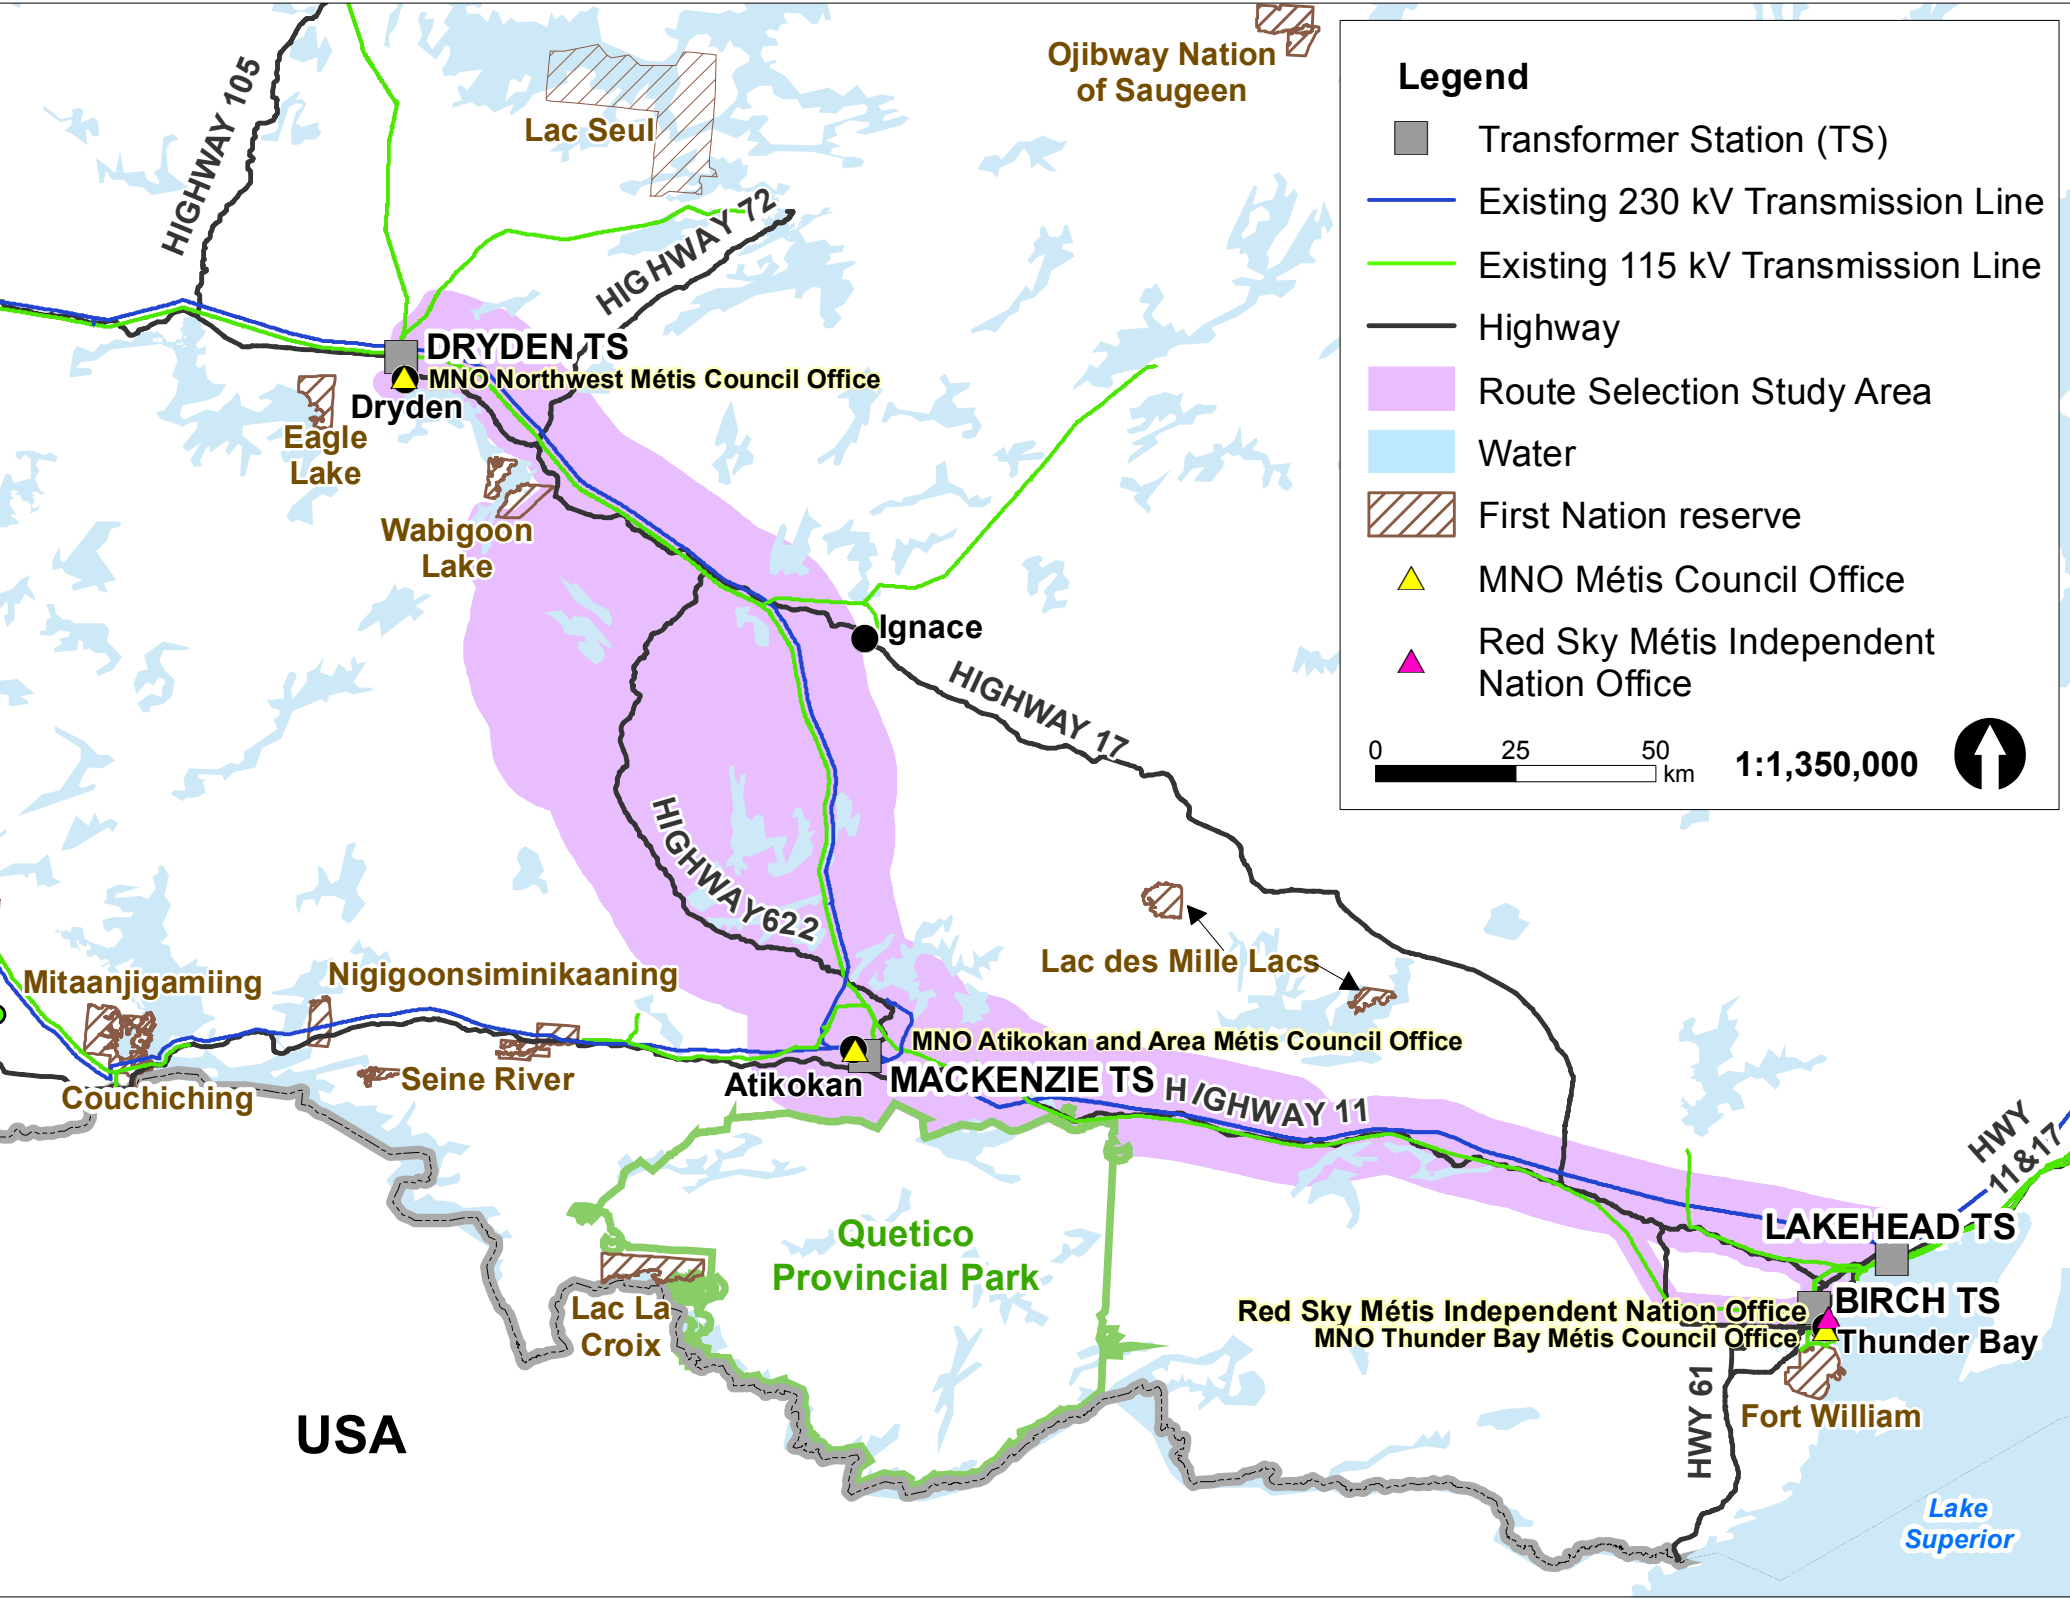 HIGHWAY 105
Lac Seul
Ojibway Nation
of Saugeen
HIGHWAY 72
DRYDEN TS
MNO Northwest Métis Council Office
Dryden
Eagle
Lake
Wabigoon
Lake
Ignace
HIGHWAY 17
HIGHWAY 622
Lac des Mille Lacs
Mitaanjigamiing
Nigigoonsiminikaaning
Couchiching
Seine River
MNO Atikokan and Area Métis Council Office
Atikokan
MACKENZIE TS
HIGHWAY 11
HWY
11&17
LAKEHEAD TS
Quetico
Provincial Park
Lac La
Croix
BIRCH TS
Red Sky Métis Independent Nation Office
MNO Thunder Bay Métis Council Office
Thunder Bay
HWY 61
Fort William
USA
Lake
Superior
Legend
Transformer Station (TS)
Existing 230 kV Transmission Line
Existing 115 kV Transmission Line
Highway
Route Selection Study Area
Water
First Nation reserve
MNO Métis Council Office
Red Sky Métis Independent
Nation Office
0 25 50
km
1:1,350,000